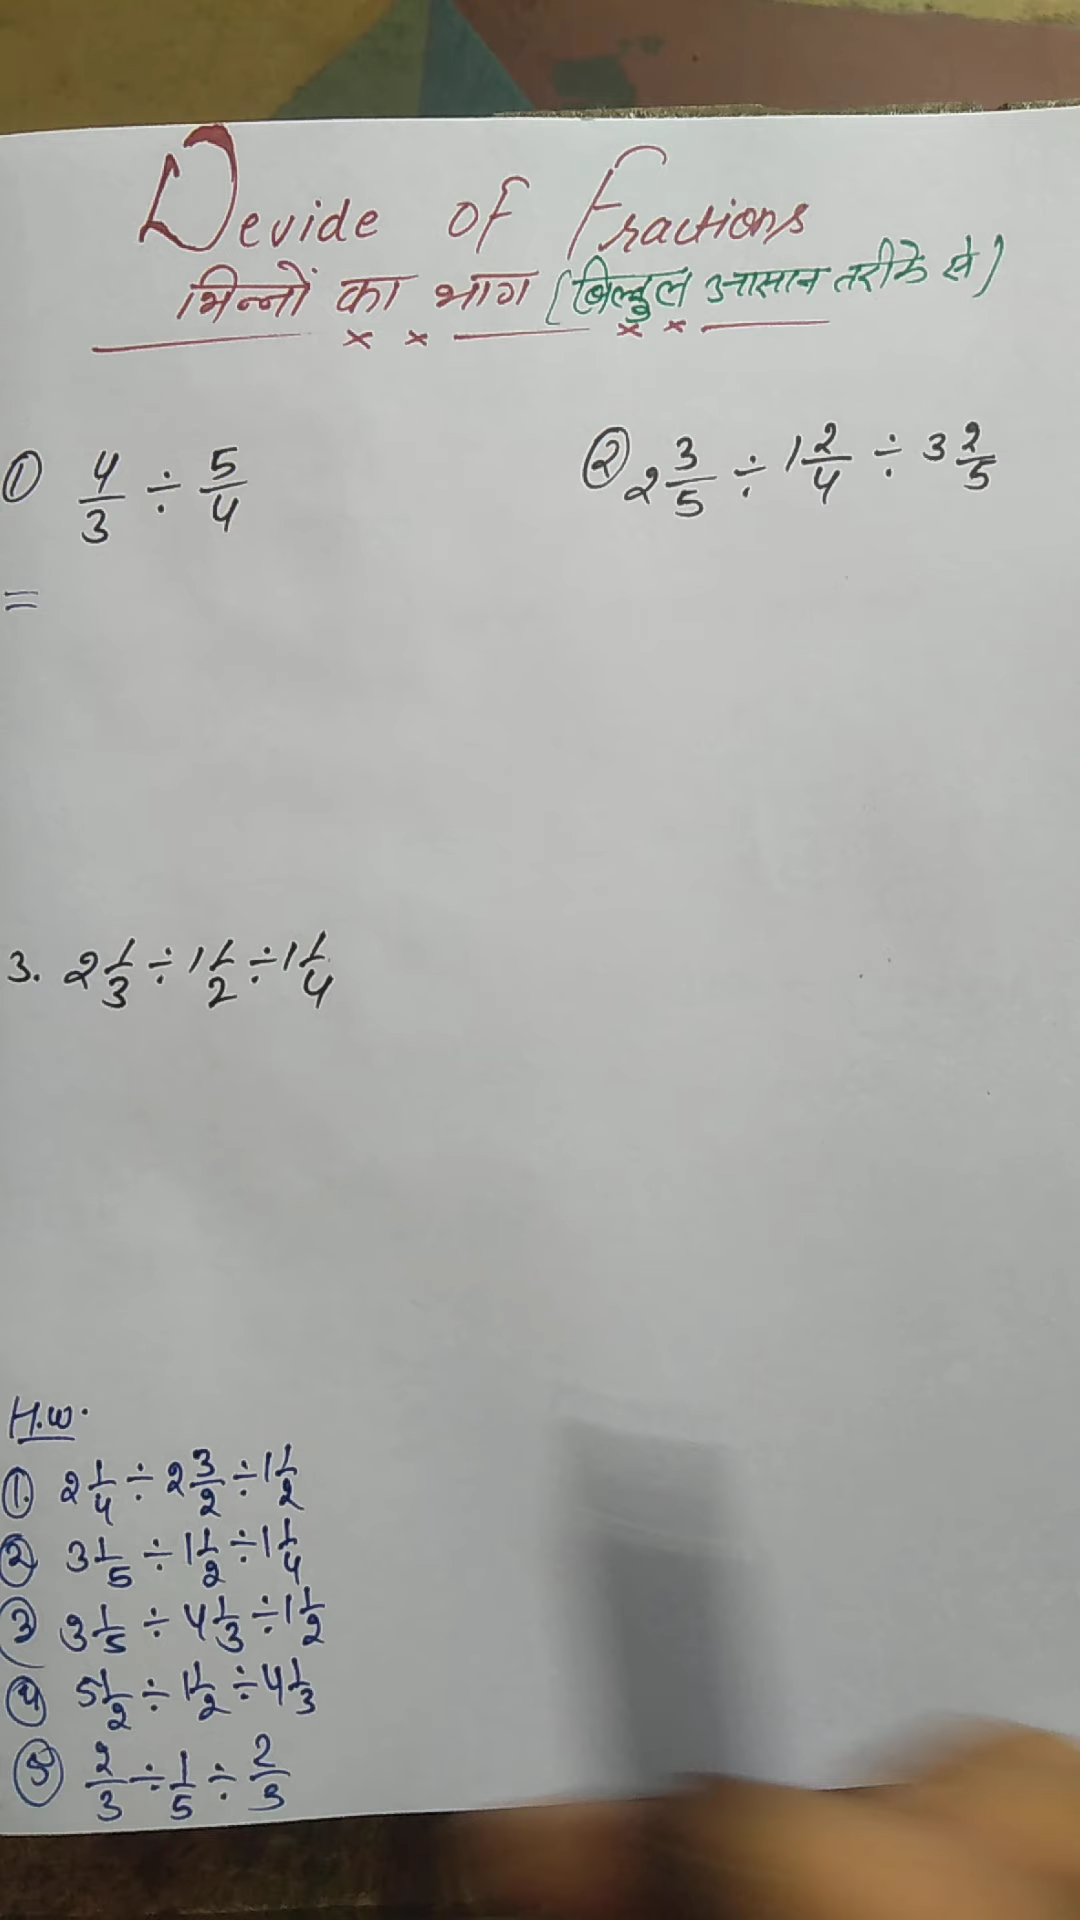 Devide of Fractions
भिन्नों का भाग (बिल्कुल आसान तरीके से)
① 4/3 ÷ 5/4
=
② 2 3/5 ÷ 1 2/4 ÷ 3 2/5
3. 2 1/3 ÷ 1 1/2 ÷ 1 1/4
H.W.
①. 2 1/4 ÷ 2 3/2 ÷ 1 1/2
② 3 1/5 ÷ 1 1/2 ÷ 1 1/4
③ 3 1/5 ÷ 4 1/3 ÷ 1 1/2
④ 5 1/2 ÷ 1 1/2 ÷ 4 1/3
⑤ 2/3 ÷ 1/5 ÷ 2/3